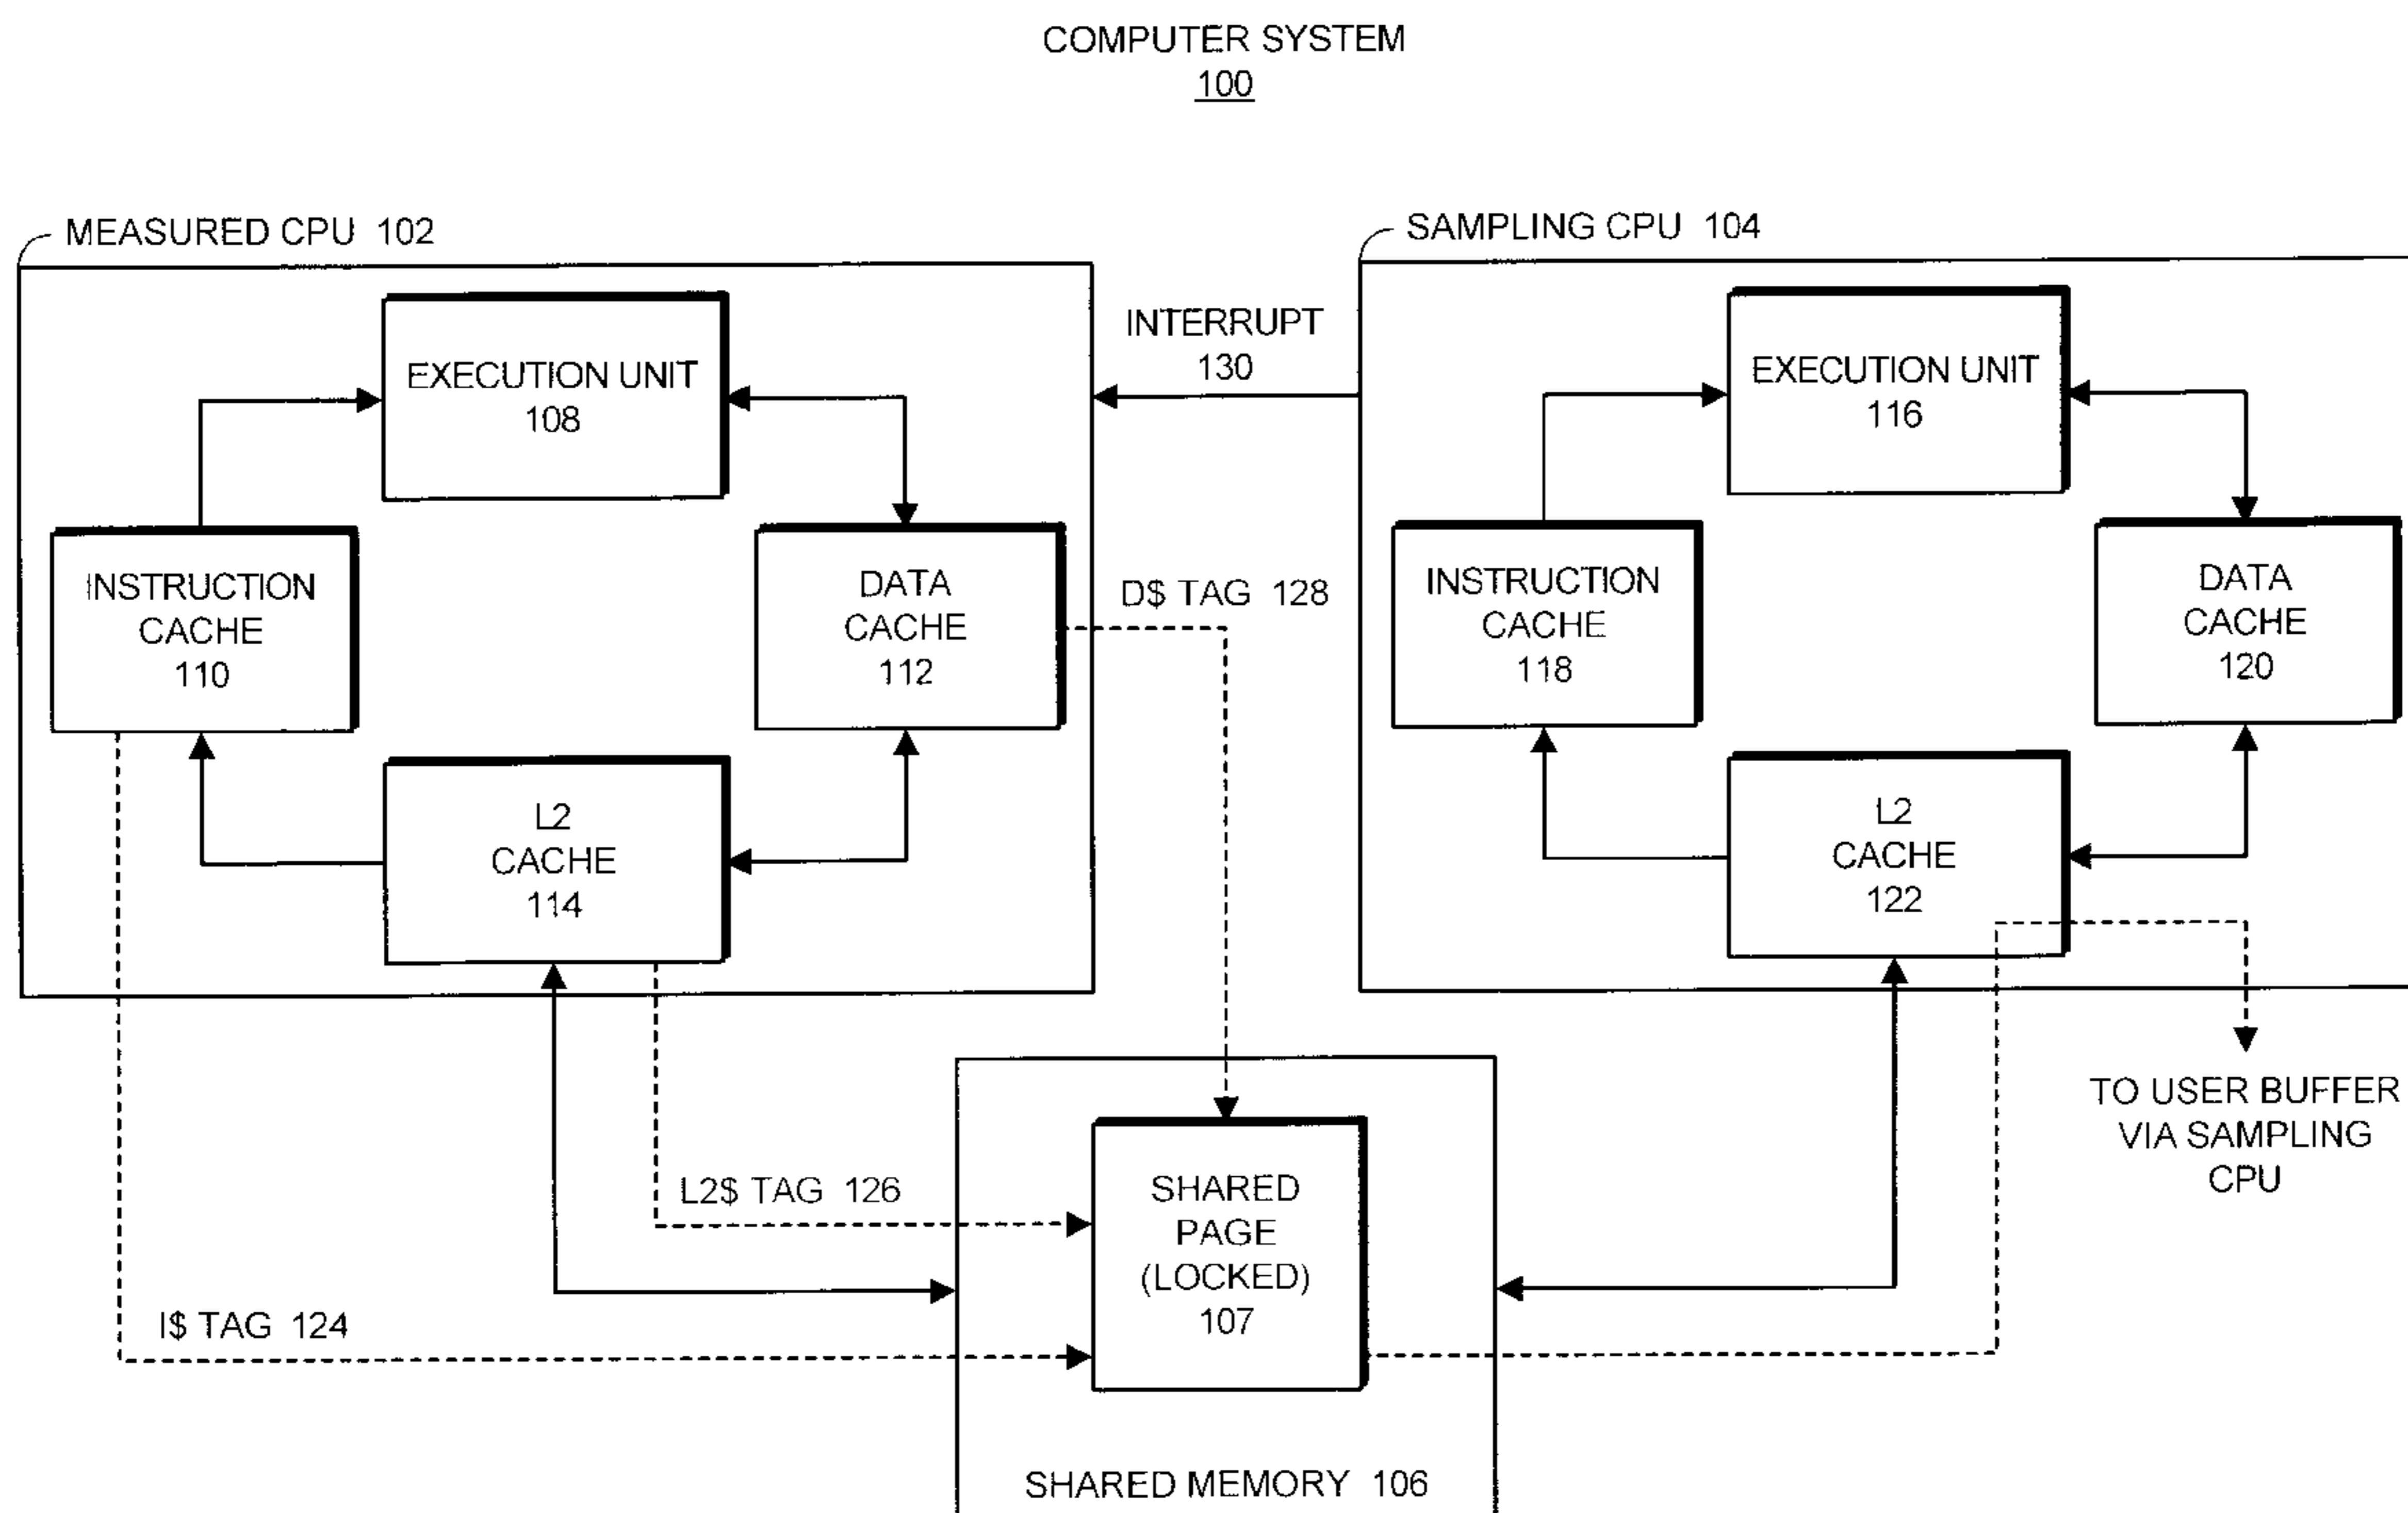 COMPUTER SYSTEM
100
MEASURED CPU 102
SAMPLING CPU 104
EXECUTION UNIT
108
INTERRUPT
130
EXECUTION UNIT
116
INSTRUCTION
CACHE
110
DATA
CACHE
112
D$ TAG 128
INSTRUCTION
CACHE
118
DATA
CACHE
120
L2
CACHE
114
L2
CACHE
122
TO USER BUFFER
VIA SAMPLING
CPU
L2$ TAG 126
SHARED
PAGE
(LOCKED)
107
I$ TAG 124
SHARED MEMORY 106